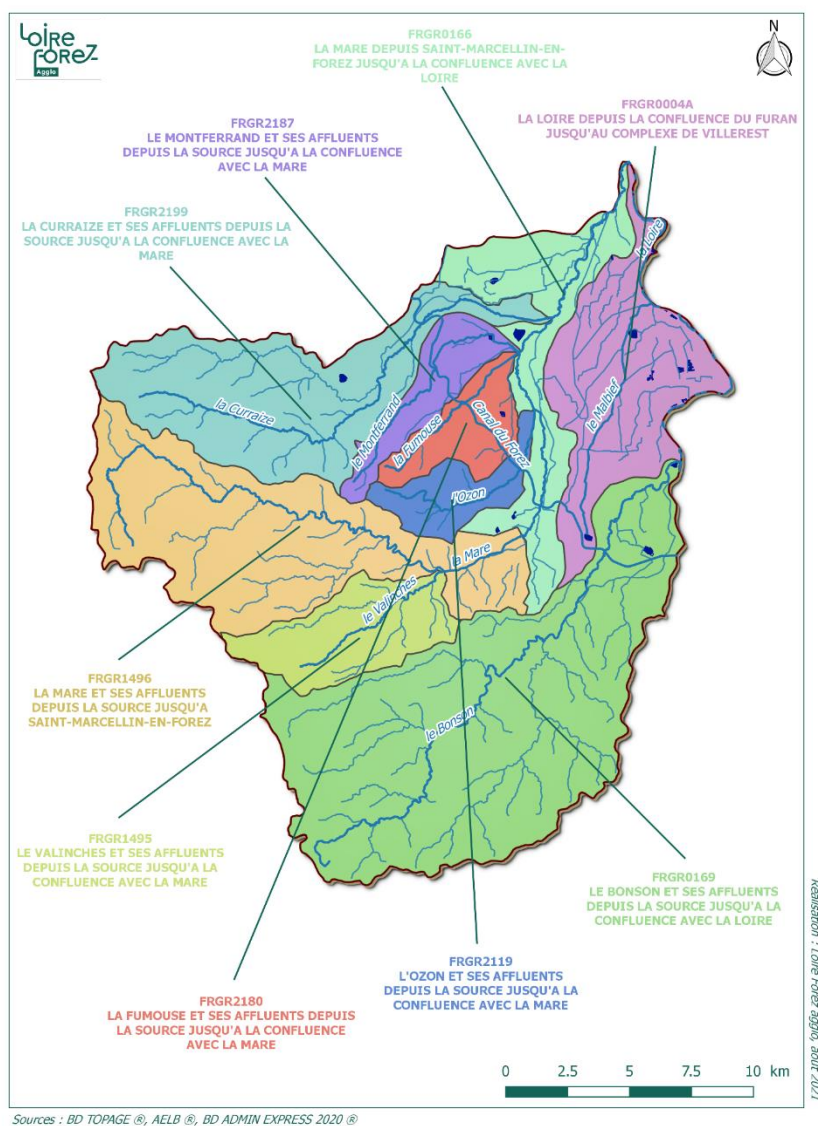 Loire
Forez
Agglo
N
FRGR0166
LA MARE DEPUIS SAINT-MARCELLIN-EN-
FOREZ JUSQU'A LA CONFLUENCE AVEC LA
LOIRE
FRGR0004A
LA LOIRE DEPUIS LA CONFLUENCE DU FURAN
JUSQU'AU COMPLEXE DE VILLEREST
FRGR2187
LE MONTFERRAND ET SES AFFLUENTS
DEPUIS LA SOURCE JUSQU'A LA CONFLUENCE
AVEC LA MARE
FRGR2199
LA CURRAIZE ET SES AFFLUENTS DEPUIS LA
SOURCE JUSQU'A LA CONFLUENCE AVEC LA
MARE
la Loire
la Curraize
le Montferrand
la Fumouse
Canal du Forez
le Malbief
l'Ozon
la Mare
le Valinches
le Bonson
FRGR1496
LA MARE ET SES AFFLUENTS
DEPUIS LA SOURCE JUSQU'A
SAINT-MARCELLIN-EN-FOREZ
FRGR1495
LE VALINCHES ET SES AFFLUENTS
DEPUIS LA SOURCE JUSQU'A LA
CONFLUENCE AVEC LA MARE
FRGR0169
LE BONSON ET SES AFFLUENTS
DEPUIS LA SOURCE JUSQU'A LA
CONFLUENCE AVEC LA LOIRE
FRGR2119
L'OZON ET SES AFFLUENTS
DEPUIS LA SOURCE JUSQU'A LA
CONFLUENCE AVEC LA MARE
FRGR2180
LA FUMOUSE ET SES AFFLUENTS DEPUIS
LA SOURCE JUSQU'A LA CONFLUENCE
AVEC LA MARE
0 2.5 5 7.5 10 km
Réalisation : Loire Forez agglo, août 2021
Sources : BD TOPAGE ®, AELB ®, BD ADMIN EXPRESS 2020 ®